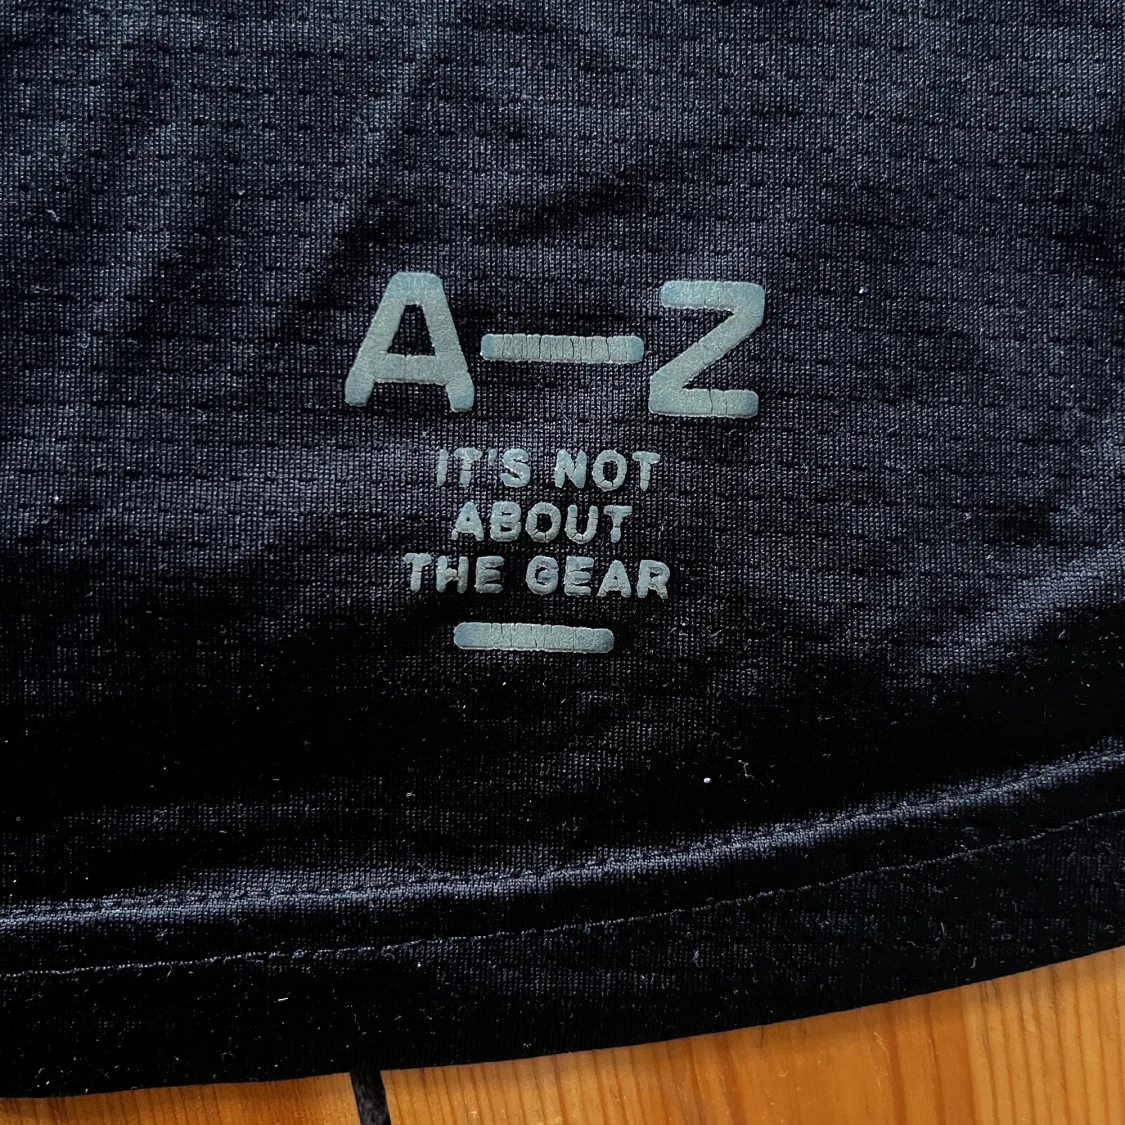 A—Z
IT'S NOT
ABOUT
THE GEAR